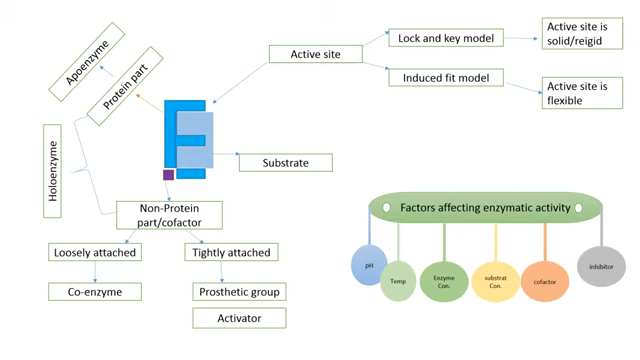 Apoenzyme
Protein part
Holoenzyme
Active site
Lock and key model
Active site is
solid/reigid
Induced fit model
Active site is
flexible
Substrate
Non-Protein
part/cofactor
Loosely attached
Tightly attached
Co-enzyme
Prosthetic group
Activator
Factors affecting enzymatic activity
pH
Temp
Enzyme
Con.
substrat
Con.
cofactor
inhibitor